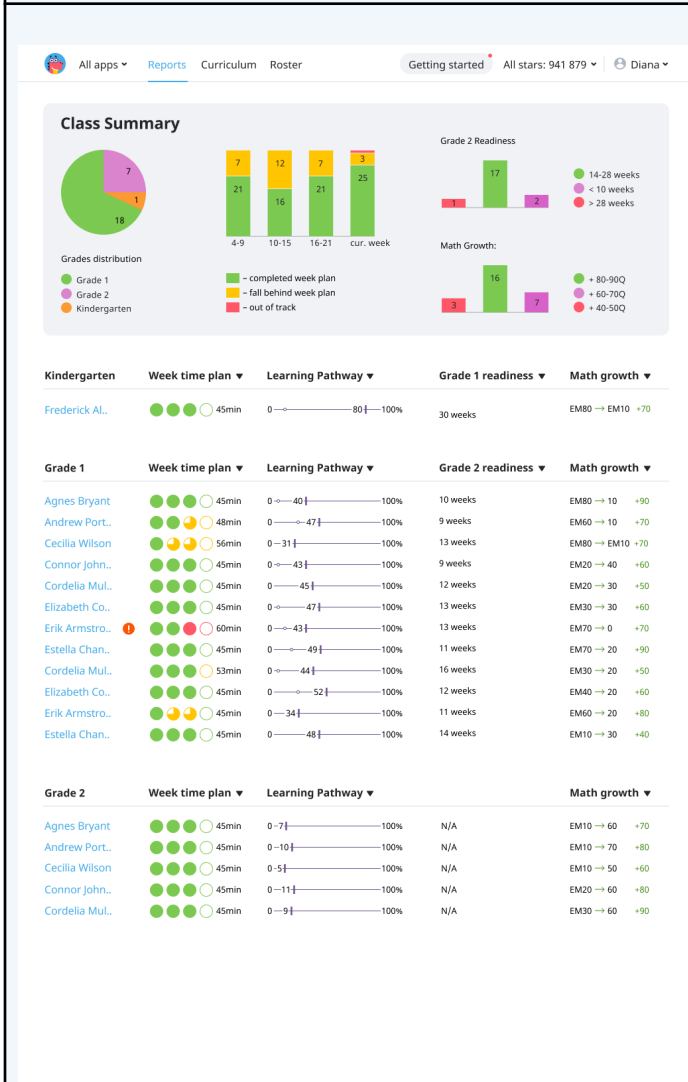 All apps Reports Curriculum Roster Getting started All stars: 941 879 Diana
Class Summary
7
1
18
Grades distribution
Grade 1
Grade 2
Kindergarten
7 12 7 3
21 16 21 25
4-9 10-15 16-21 cur. week
– completed week plan
– fall behind week plan
– out of track
Grade 2 Readiness
1 17 2
14-28 weeks
< 10 weeks
> 28 weeks
Math Growth:
3 16 7
+ 80-90Q
+ 60-70Q
+ 40-50Q
Kindergarten Week time plan ▼ Learning Pathway ▼ Grade 1 readiness ▼ Math growth ▼
Frederick Al.. 45min 0 80 100% 30 weeks EM80 → EM10 +70
Grade 1 Week time plan ▼ Learning Pathway ▼ Grade 2 readiness ▼ Math growth ▼
Agnes Bryant 45min 0 40 100% 10 weeks EM80 → 10 +90
Andrew Port.. 48min 0 47 100% 9 weeks EM60 → 10 +70
Cecilia Wilson 56min 0 31 100% 13 weeks EM80 → EM10 +70
Connor John.. 45min 0 43 100% 9 weeks EM20 → 40 +60
Cordelia Mul.. 45min 0 45 100% 12 weeks EM20 → 30 +50
Elizabeth Co.. 45min 0 47 100% 13 weeks EM30 → 30 +60
Erik Armstro.. ! 60min 0 43 100% 13 weeks EM70 → 0 +70
Estella Chan.. 45min 0 49 100% 11 weeks EM70 → 20 +90
Cordelia Mul.. 53min 0 44 100% 16 weeks EM30 → 20 +50
Elizabeth Co.. 45min 0 52 100% 12 weeks EM40 → 20 +60
Erik Armstro.. 45min 0 34 100% 11 weeks EM60 → 20 +80
Estella Chan.. 45min 0 48 100% 14 weeks EM10 → 30 +40
Grade 2 Week time plan ▼ Learning Pathway ▼ Math growth ▼
Agnes Bryant 45min 0 7 100% N/A EM10 → 60 +70
Andrew Port.. 45min 0 10 100% N/A EM10 → 70 +80
Cecilia Wilson 45min 0 5 100% N/A EM10 → 50 +60
Connor John.. 45min 0 11 100% N/A EM20 → 60 +80
Cordelia Mul.. 45min 0 9 100% N/A EM30 → 60 +90